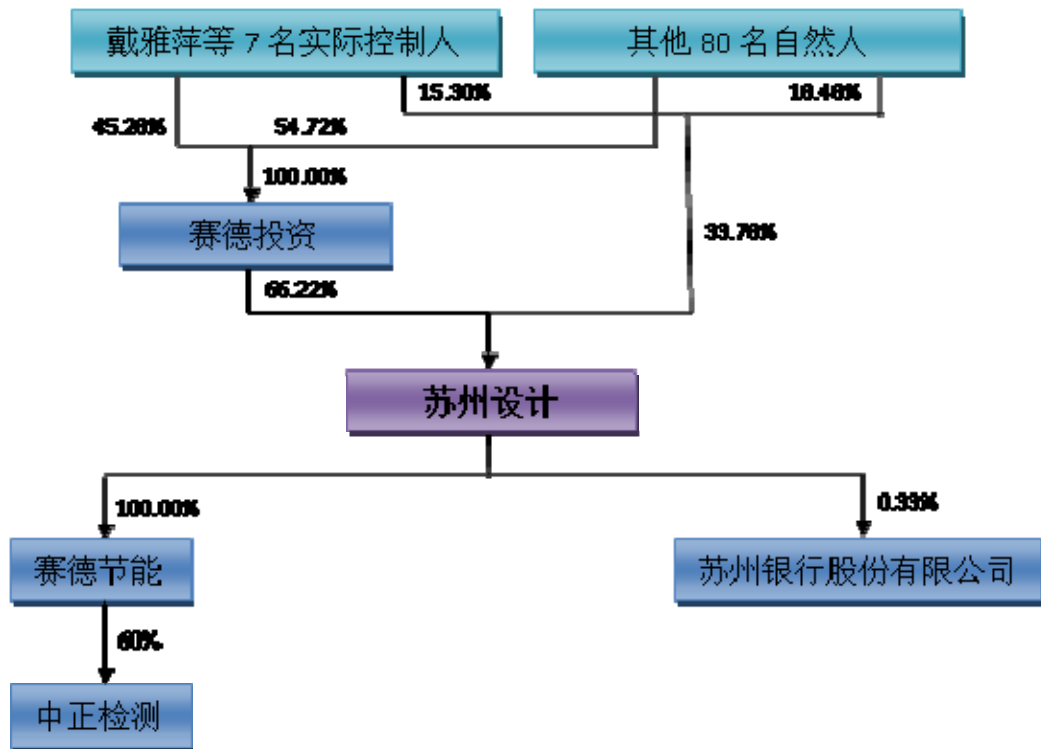 戴雅萍等 7 名实际控制人
其他 80 名自然人
15.30%
18.46%
45.28%
54.72%
100.00%
赛德投资
33.76%
66.22%
苏州设计
100.00%
0.33%
赛德节能
苏州银行股份有限公司
60%
中正检测